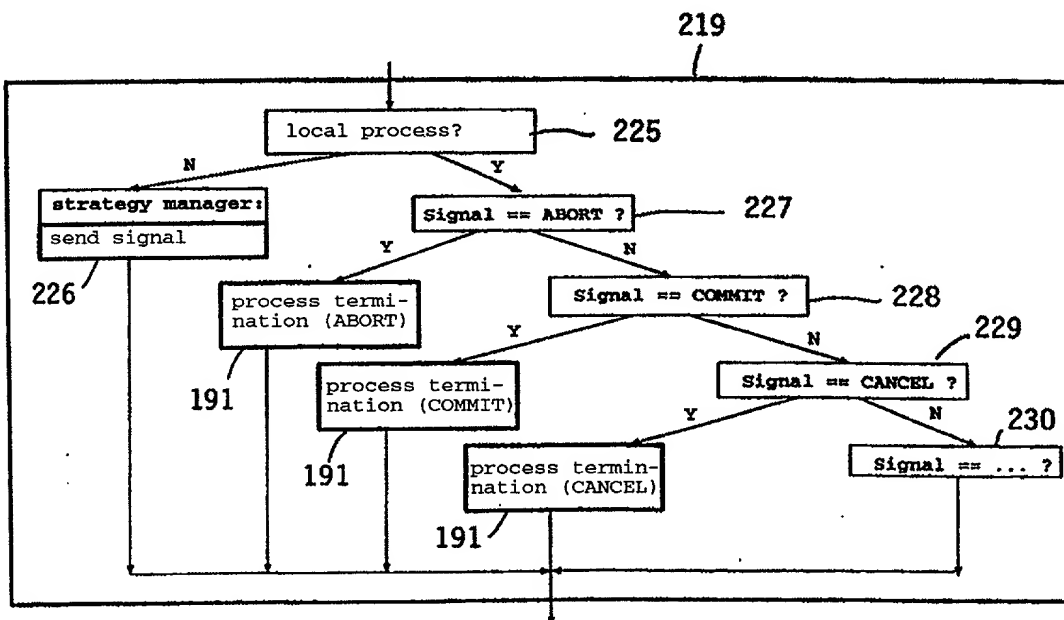 219
local process?
225
N
Y
strategy manager:
send signal
226
Signal == ABORT ?
227
Y
N
process termi-
nation (ABORT)
191
Signal == COMMIT ?
228
Y
N
process termi-
nation (COMMIT)
191
Signal == CANCEL ?
229
Y
N
process termin-
nation (CANCEL)
191
230
Signal == ... ?